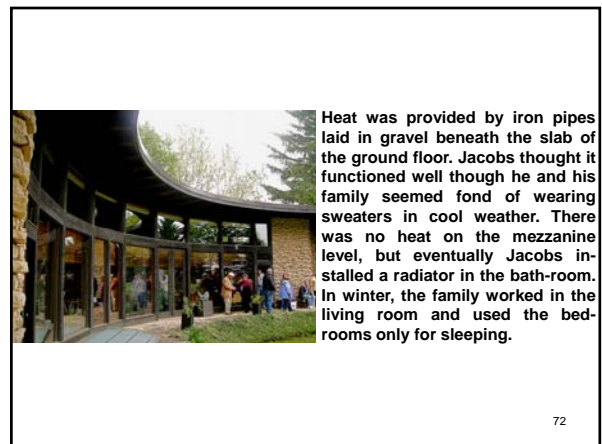 Heat was provided by iron pipes
laid in gravel beneath the slab of
the ground floor. Jacobs thought it
functioned well though he and his
family seemed fond of wearing
sweaters in cool weather. There
was no heat on the mezzanine
level, but eventually Jacobs in-
stalled a radiator in the bath-room.
In winter, the family worked in the
living room and used the bed-
rooms only for sleeping.
72